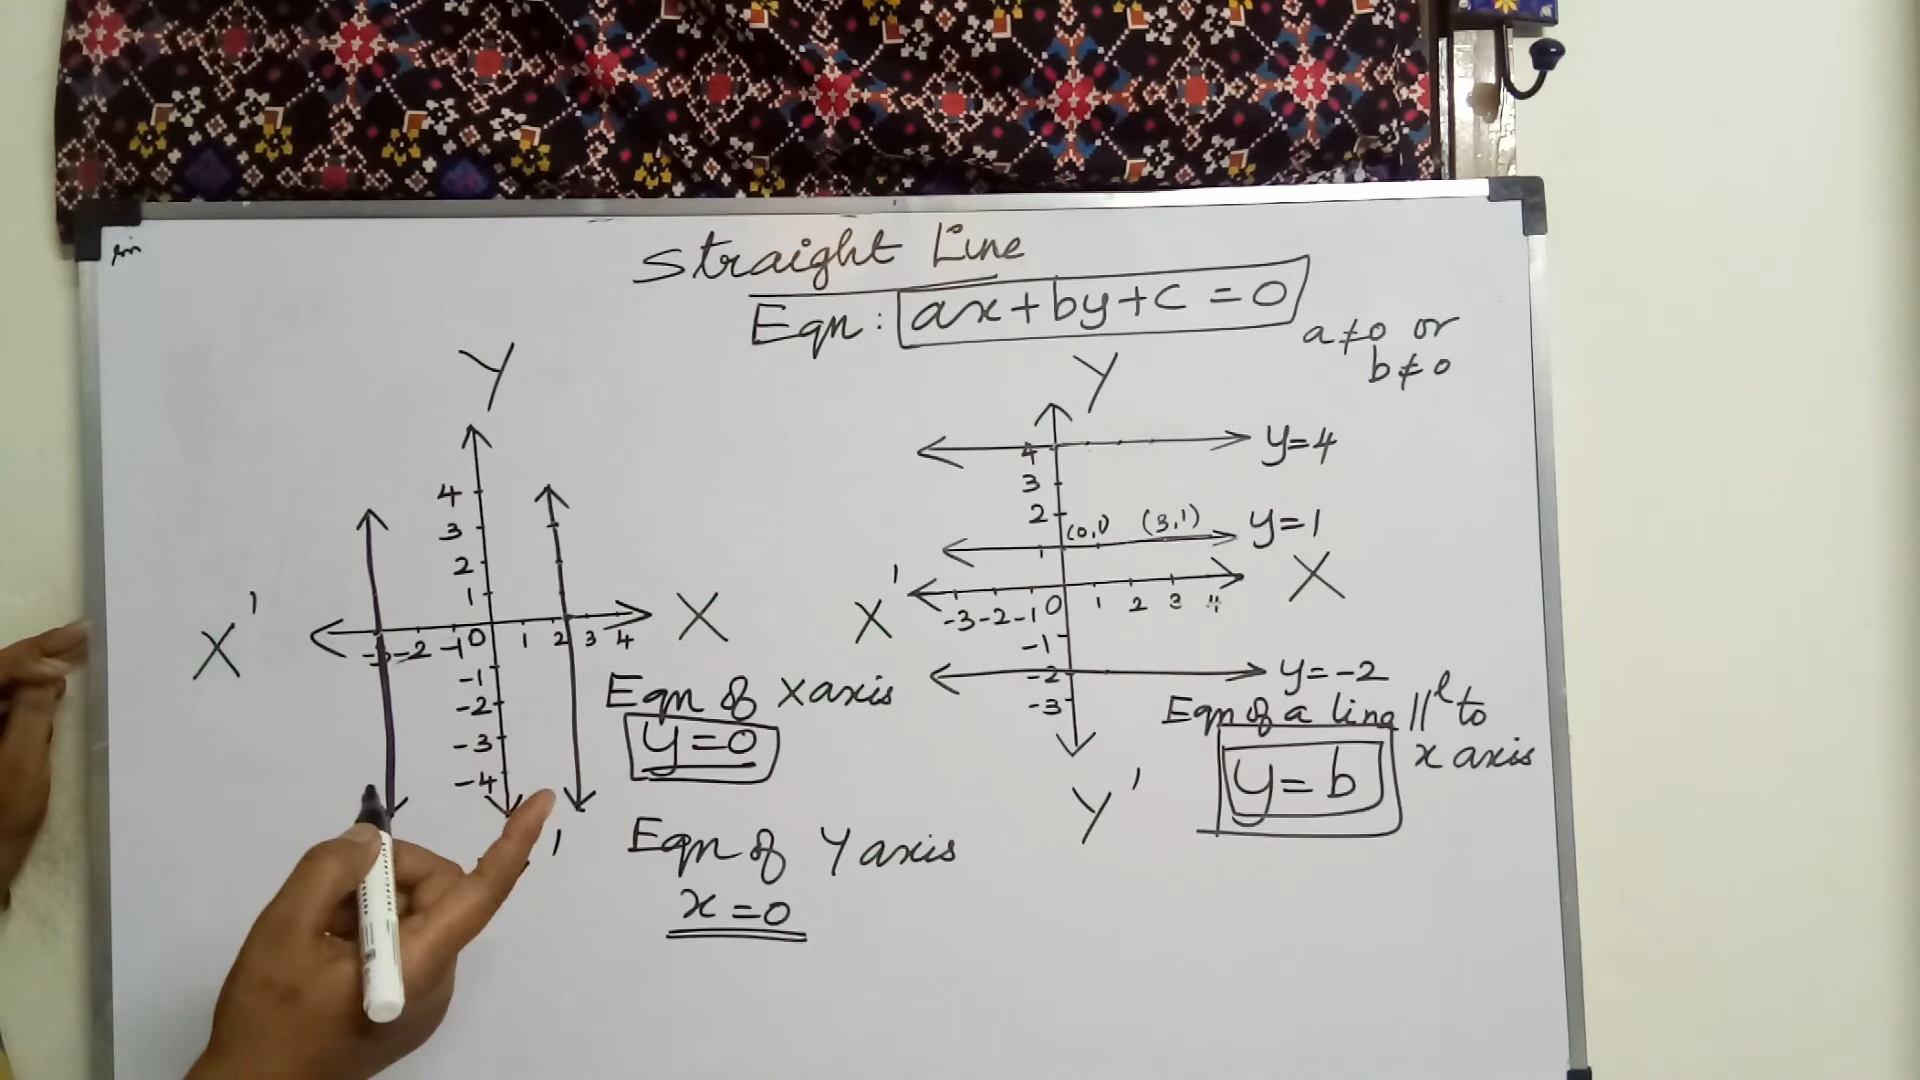 Straight Line
Eqn : ax+by+c=0
a≠0 or
b≠0
Y
4
3
2
1
X'
-3 -2 -1 0 1 2 3 4
X
-1
-2
-3
-4
Eqn of X axis
y=0
Eqn of Y axis
x=0
Y
4
y=4
3
2
(0,1) (3,1)
y=1
1
X'
-3 -2 -1 0 1 2 3 4
X
-1
-2
y=-2
-3
Y'
Eqn of a line ||l to
x axis
y=b